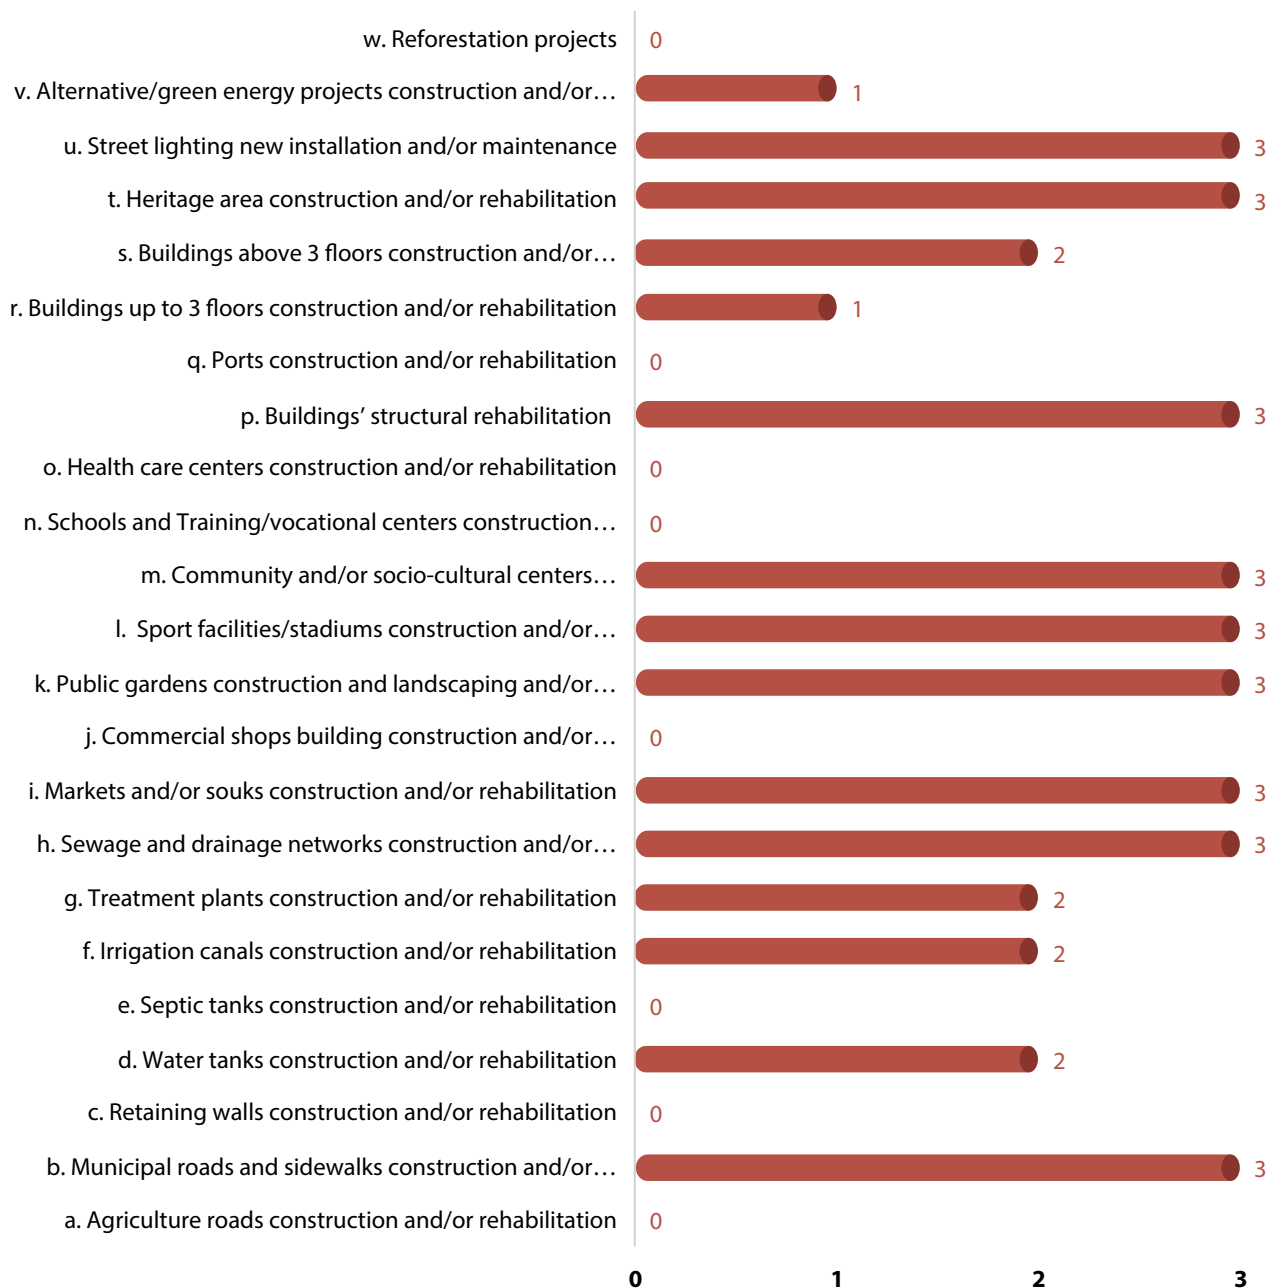 w. Reforestation projects 0
v. Alternative/green energy projects construction and/or… 1
u. Street lighting new installation and/or maintenance 3
t. Heritage area construction and/or rehabilitation 3
s. Buildings above 3 floors construction and/or… 2
r. Buildings up to 3 floors construction and/or rehabilitation 1
q. Ports construction and/or rehabilitation 0
p. Buildings’ structural rehabilitation 3
o. Health care centers construction and/or rehabilitation 0
n. Schools and Training/vocational centers construction… 0
m. Community and/or socio-cultural centers… 3
l. Sport facilities/stadiums construction and/or… 3
k. Public gardens construction and landscaping and/or… 3
j. Commercial shops building construction and/or… 0
i. Markets and/or souks construction and/or rehabilitation 3
h. Sewage and drainage networks construction and/or… 3
g. Treatment plants construction and/or rehabilitation 2
f. Irrigation canals construction and/or rehabilitation 2
e. Septic tanks construction and/or rehabilitation 0
d. Water tanks construction and/or rehabilitation 2
c. Retaining walls construction and/or rehabilitation 0
b. Municipal roads and sidewalks construction and/or… 3
a. Agriculture roads construction and/or rehabilitation 0
0 1 2 3